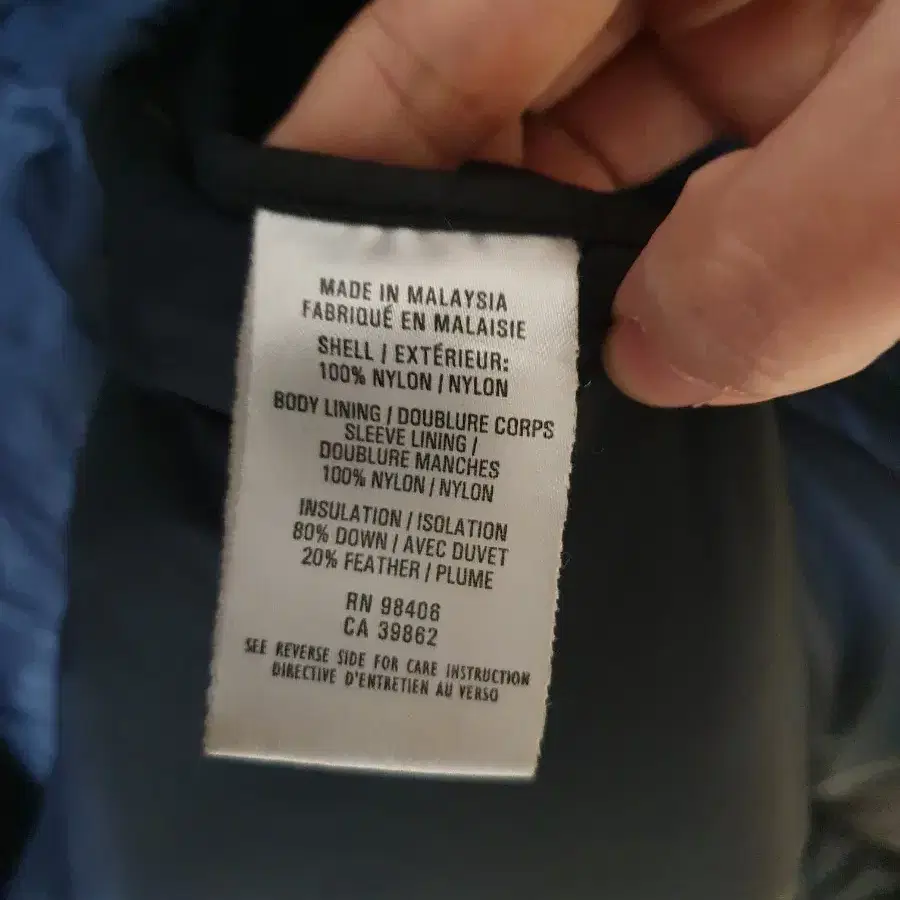 MADE IN MALAYSIA
FABRIQUÉ EN MALAISIE
SHELL / EXTÉRIEUR:
100% NYLON / NYLON
BODY LINING / DOUBLURE CORPS
SLEEVE LINING /
DOUBLURE MANCHES
100% NYLON / NYLON
INSULATION / ISOLATION
80% DOWN / AVEC DUVET
20% FEATHER / PLUME
RN 98406
CA 39862
SEE REVERSE SIDE FOR CARE INSTRUCTION
DIRECTIVE D'ENTRETIEN AU VERSO